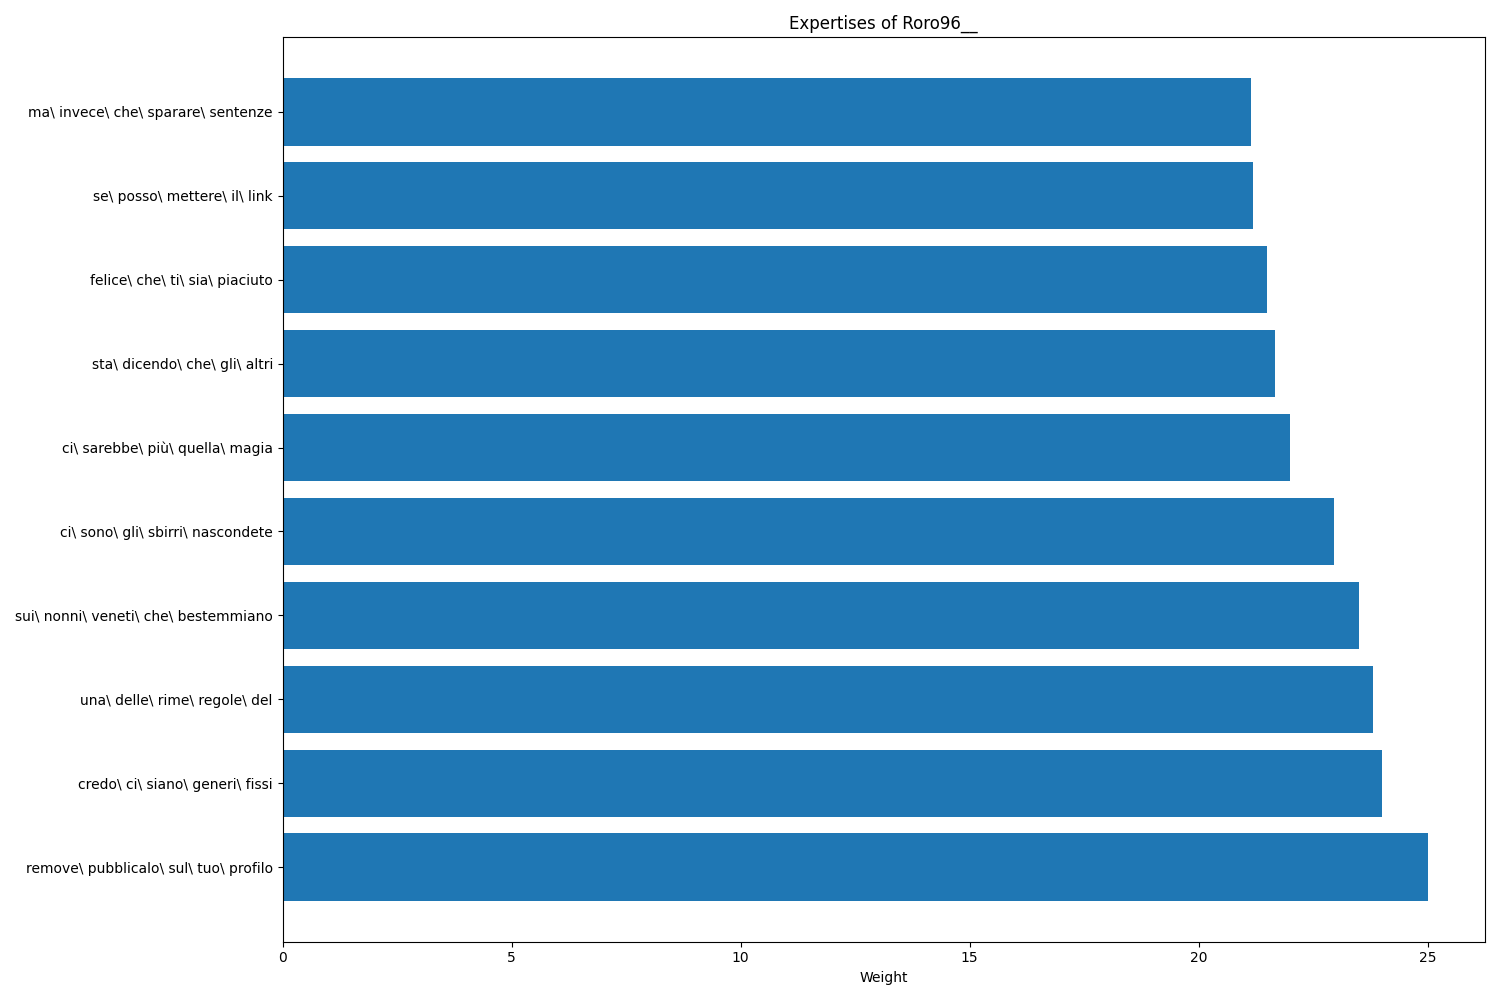 Expertises of Roro96__
ma\ invece\ che\ sparare\ sentenze
se\ posso\ mettere\ il\ link
felice\ che\ ti\ sia\ piaciuto
sta\ dicendo\ che\ gli\ altri
ci\ sarebbe\ più\ quella\ magia
ci\ sono\ gli\ sbirri\ nascondete
sui\ nonni\ veneti\ che\ bestemmiano
una\ delle\ rime\ regole\ del
credo\ ci\ siano\ generi\ fissi
remove\ pubblicalo\ sul\ tuo\ profilo
0 5 10 15 20 25
Weight